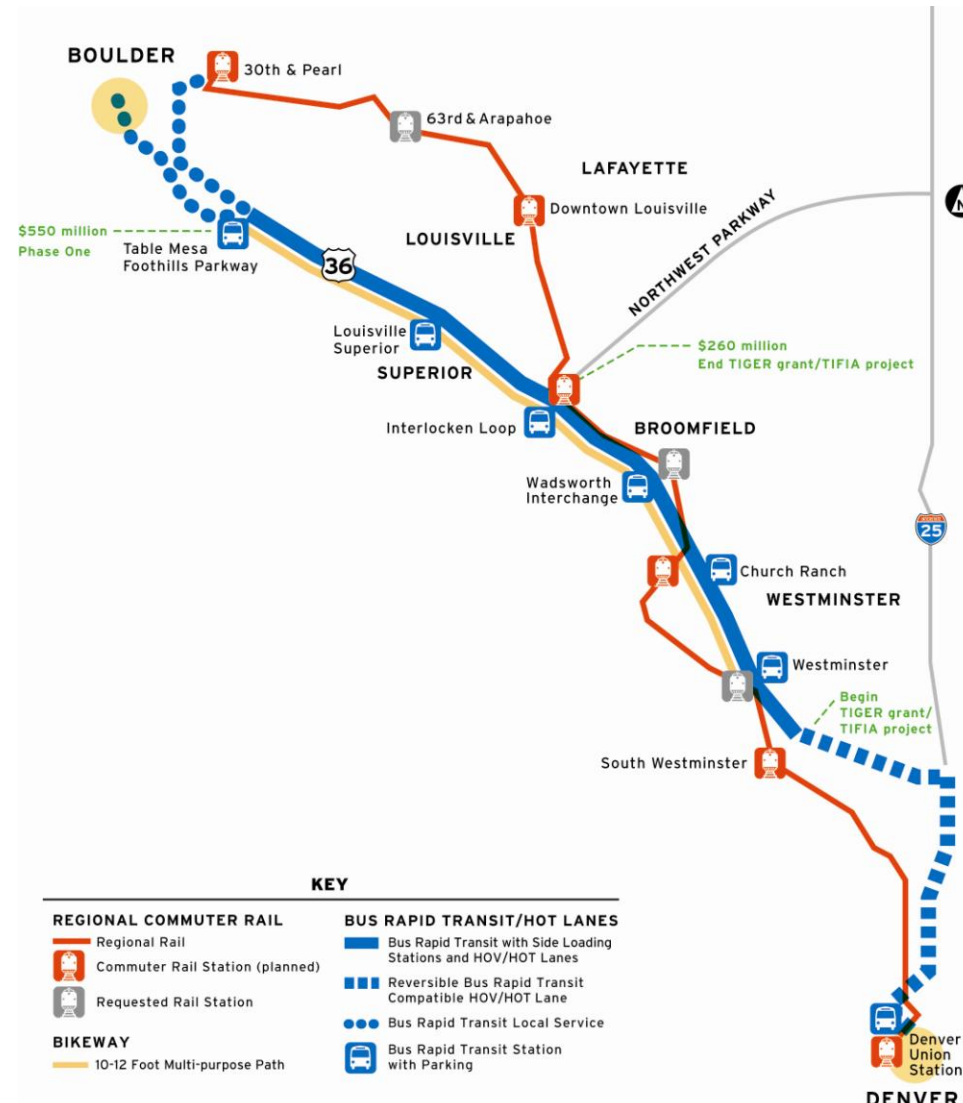 BOULDER
30th & Pearl
63rd & Arapahoe
LAFAYETTE
Downtown Louisville
N
$550 million
Phase One
Table Mesa
Foothills Parkway
36
LOUISVILLE
NORTHWEST PARKWAY
Louisville
Superior
SUPERIOR
$260 million
End TIGER grant/TIFIA project
Interlocken Loop
BROOMFIELD
Wadsworth
Interchange
25
Church Ranch
WESTMINSTER
Westminster
Begin
TIGER grant/
TIFIA project
South Westminster
KEY
REGIONAL COMMUTER RAIL
Regional Rail
Commuter Rail Station (planned)
Requested Rail Station
BIKEWAY
10-12 Foot Multi-purpose Path
BUS RAPID TRANSIT/HOT LANES
Bus Rapid Transit with Side Loading
Stations and HOV/HOT Lanes
Reversible Bus Rapid Transit
Compatible HOV/HOT Lane
Bus Rapid Transit Local Service
Bus Rapid Transit Station
with Parking
Denver
Union
Station
DENVER